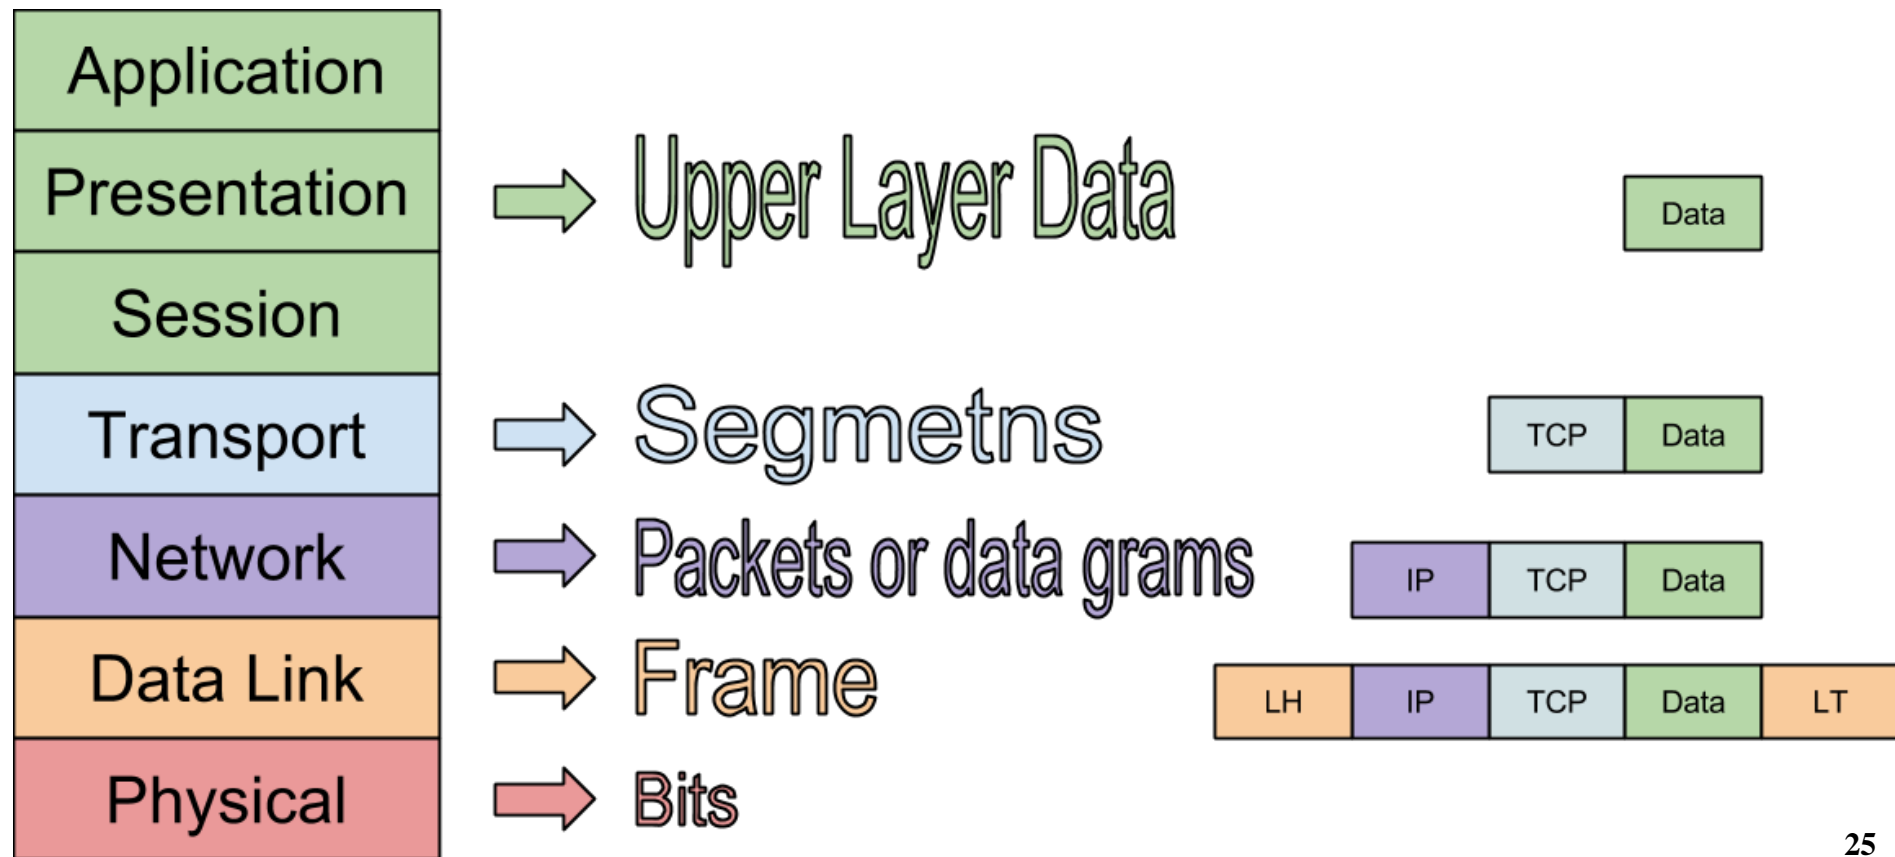 Application
Presentation
Upper Layer Data
Data
Session
Transport
Segmetns
TCP Data
Network
Packets or data grams
IP TCP Data
Data Link
Frame
LH IP TCP Data LT
Physical
Bits
25